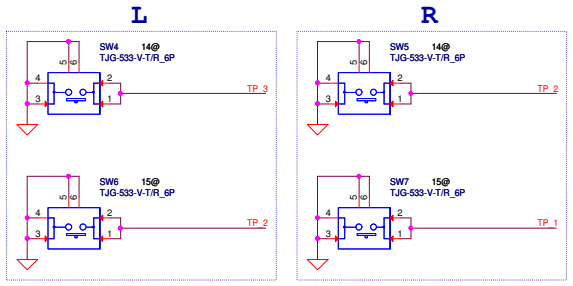 L R
SW4 14@
TJG-533-V-T/R_6P
5 6
4 2
3 1
TP_3
SW5 14@
TJG-533-V-T/R_6P
5 6
4 2
3 1
TP_2
SW6 15@
TJG-533-V-T/R_6P
5 6
4 2
3 1
TP_2
SW7 15@
TJG-533-V-T/R_6P
5 6
4 2
3 1
TP_1